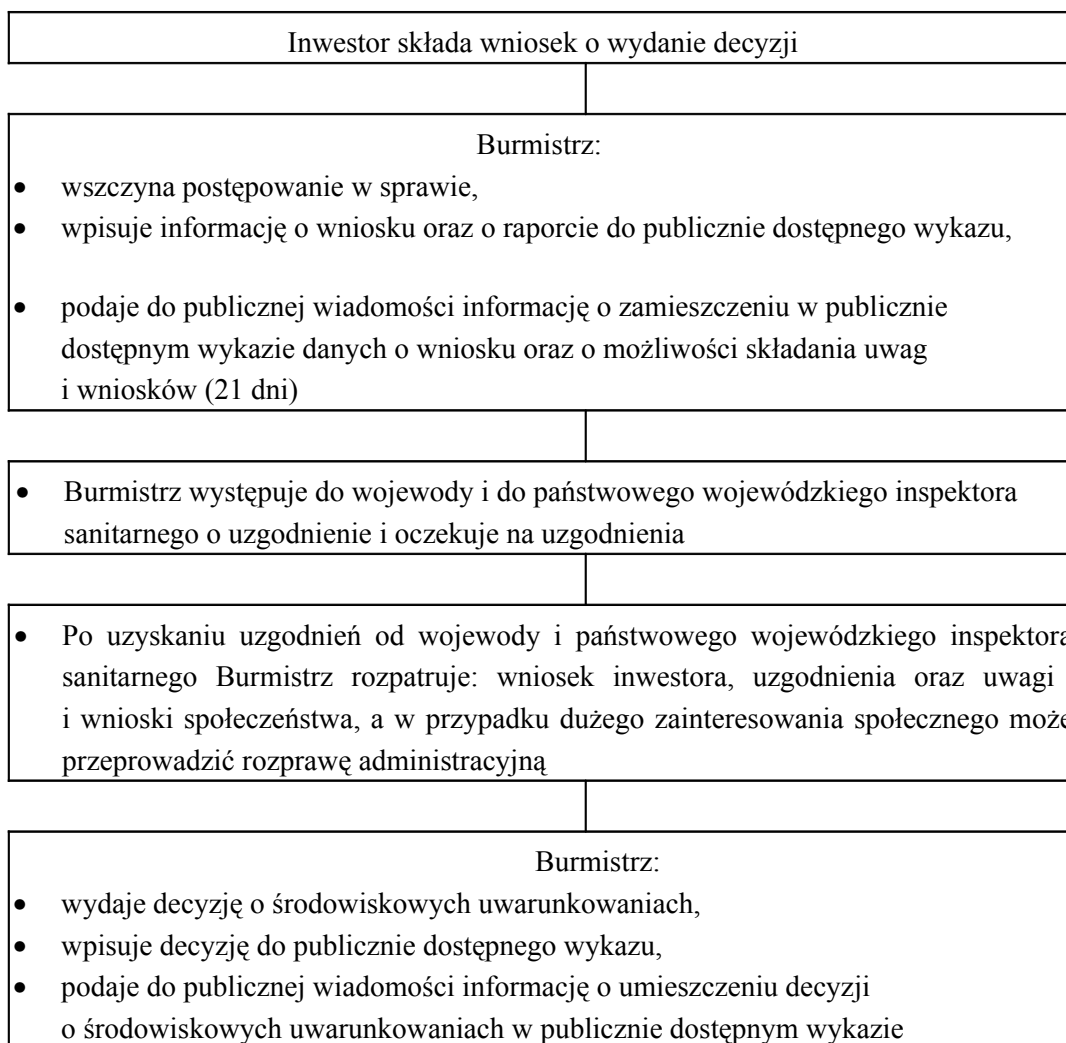 Inwestor składa wniosek o wydanie decyzji
Burmistrz:
• wszczyna postępowanie w sprawie,
• wpisuje informację o wniosku oraz o raporcie do publicznie dostępnego wykazu,
• podaje do publicznej wiadomości informację o zamieszczeniu w publicznie
dostępnym wykazie danych o wniosku oraz o możliwości składania uwag
i wniosków (21 dni)
• Burmistrz występuje do wojewody i do państwowego wojewódzkiego inspektora
sanitarnego o uzgodnienie i oczekuje na uzgodnienia
• Po uzyskaniu uzgodnień od wojewody i państwowego wojewódzkiego inspektora
sanitarnego Burmistrz rozpatruje: wniosek inwestora, uzgodnienia oraz uwagi
i wnioski społeczeństwa, a w przypadku dużego zainteresowania społecznego może
przeprowadzić rozprawę administracyjną
Burmistrz:
• wydaje decyzję o środowiskowych uwarunkowaniach,
• wpisuje decyzję do publicznie dostępnego wykazu,
• podaje do publicznej wiadomości informację o umieszczeniu decyzji
o środowiskowych uwarunkowaniach w publicznie dostępnym wykazie